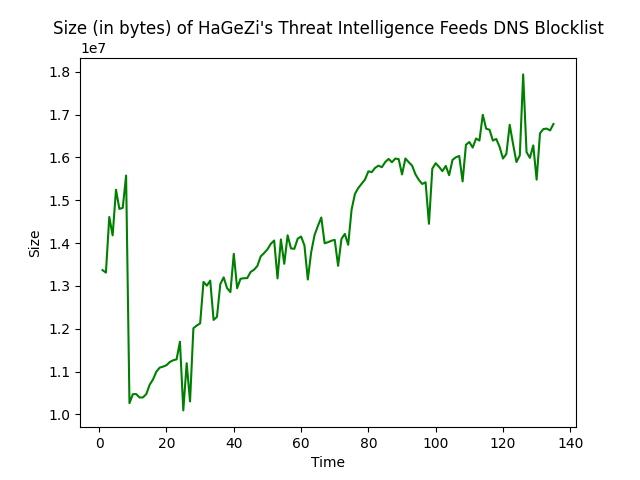 Size (in bytes) of HaGeZi's Threat Intelligence Feeds DNS Blocklist
1e7
1.8
1.7
1.6
1.5
1.4
1.3
1.2
1.1
1.0
Size
0 20 40 60 80 100 120 140
Time